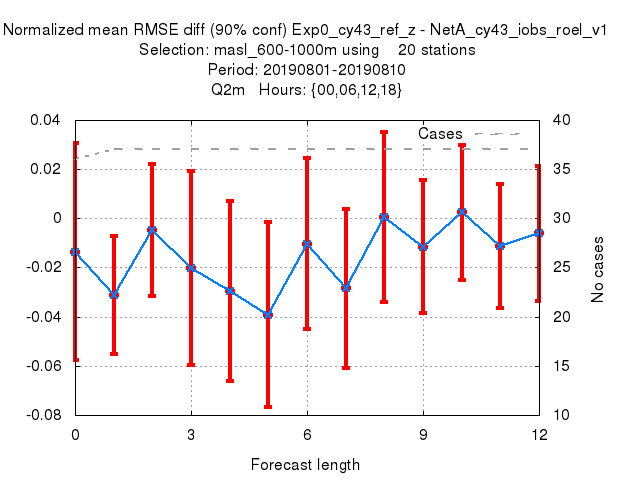 Normalized mean RMSE diff (90% conf) Exp0_cy43_ref_z - NetA_cy43_iobs_roel_v1
Selection: masl_600-1000m using    20 stations
Period: 20190801-20190810
Q2m   Hours: {00,06,12,18}
Cases
0.04
0.02
0
-0.02
-0.04
-0.06
-0.08
40
35
30
25
20
15
10
No cases
0 3 6 9 12
Forecast length